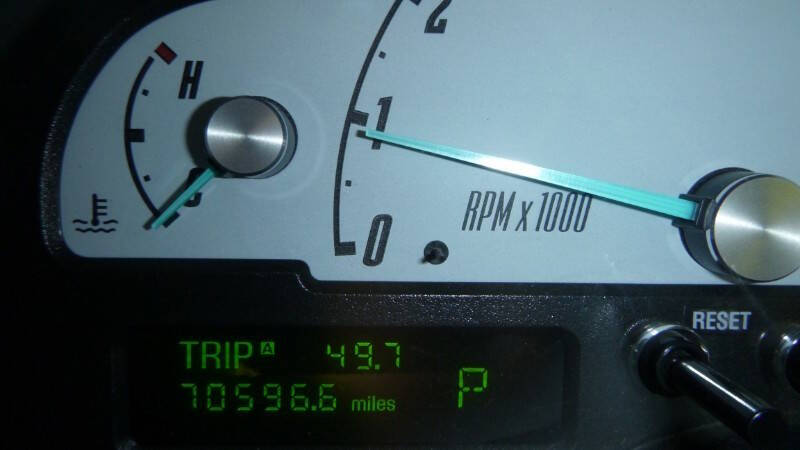 2
H
1
C
RPM x 1000
0
RESET
TRIP A 49.7
70596.6 miles P